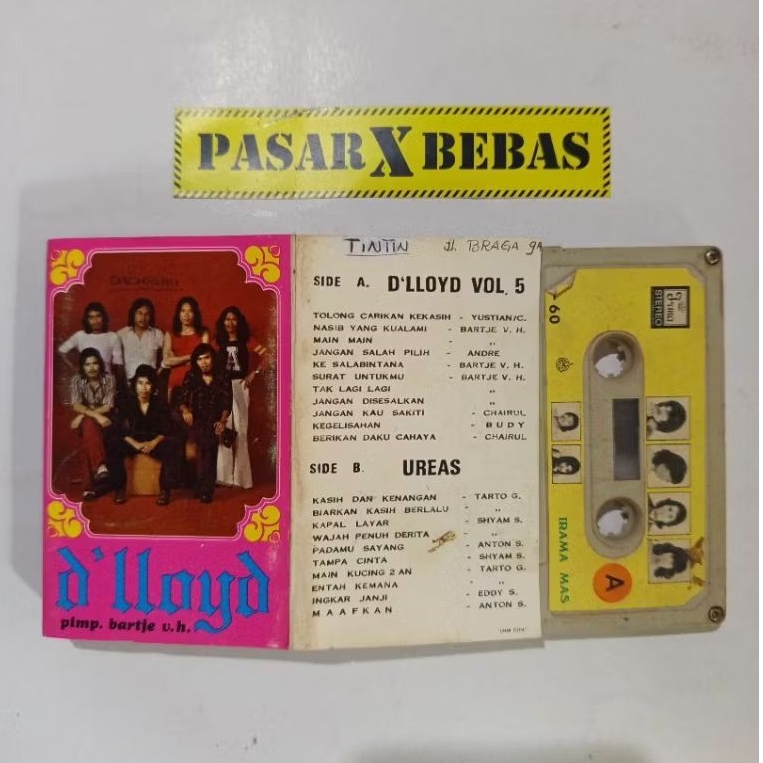 PASAR X BEBAS
d'lloyd
pimp. bartje v.h.
TINTIN Jl. BRAGA 9A
SIDE A. D'LLOYD VOL. 5
TOLONG CARIKAN KEKASIH - YUSTIAN/C.
NASIB YANG KUALAMI - BARTJE V. H.
MAIN MAIN - ,,
JANGAN SALAH PILIH - ANDRE
KE SALABINTANA - BARTJE V. H.
SURAT UNTUKMU - BARTJE V. H.
TAK LAGI LAGI ,,
JANGAN DISESALKAN ,,
JANGAN KAU SAKITI - CHAIRUL
KEGELISAHAN - BUDY
BERIKAN DAKU CAHAYA - CHAIRUL
SIDE B. UREAS
KASIH DAN KENANGAN - TARTO G.
BIARKAN KASIH BERLALU - ,,
KAPAL LAYAR - SHYAM S.
WAJAH PENUH DERITA - ,,
PADAMU SAYANG - ANTON S.
TAMPA CINTA - SHYAM S.
MAIN KUCING 2 AN - TARTO G.
ENTAH KEMANA ,,
INGKAR JANJI - EDDY S.
MAAFKAN - ANTON S.
60
STEREO
IRAMA MAS
A